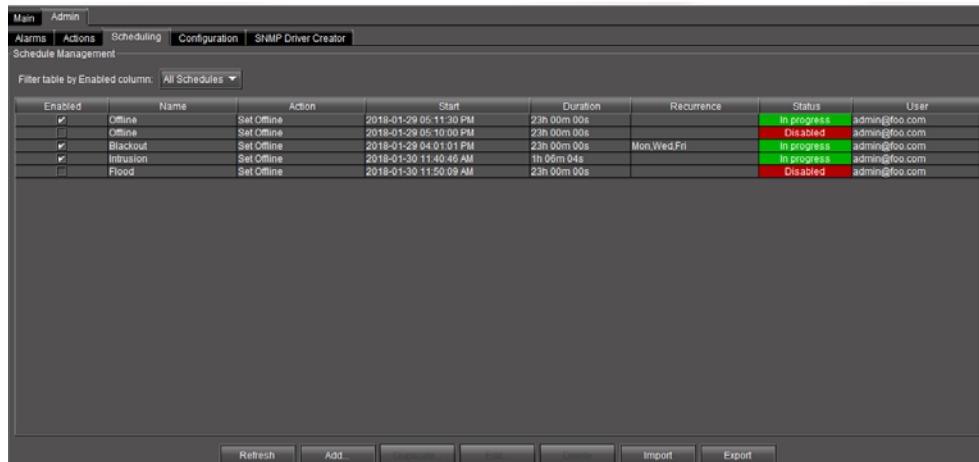 Main Admin
Alarms Actions Scheduling Configuration SNMP Driver Creator
Schedule Management
Filter table by Enabled column: All Schedules
Enabled Name Action Start Duration Recurrence Status User
Offline Set Offline 2018-01-29 05:11:30 PM 23h 00m 00s In progress admin@foo.com
Offline Set Offline 2018-01-29 05:10:00 PM 23h 00m 00s Disabled admin@foo.com
Blackout Set Offline 2018-01-29 04:01:01 PM 23h 00m 00s Mon,Wed,Fri In progress admin@foo.com
Intrusion Set Offline 2018-01-30 11:40:46 AM 1h 06m 04s In progress admin@foo.com
Flood Set Offline 2018-01-30 11:50:09 AM 23h 00m 00s Disabled admin@foo.com
Refresh Add... Duplicate Edit Delete Import Export